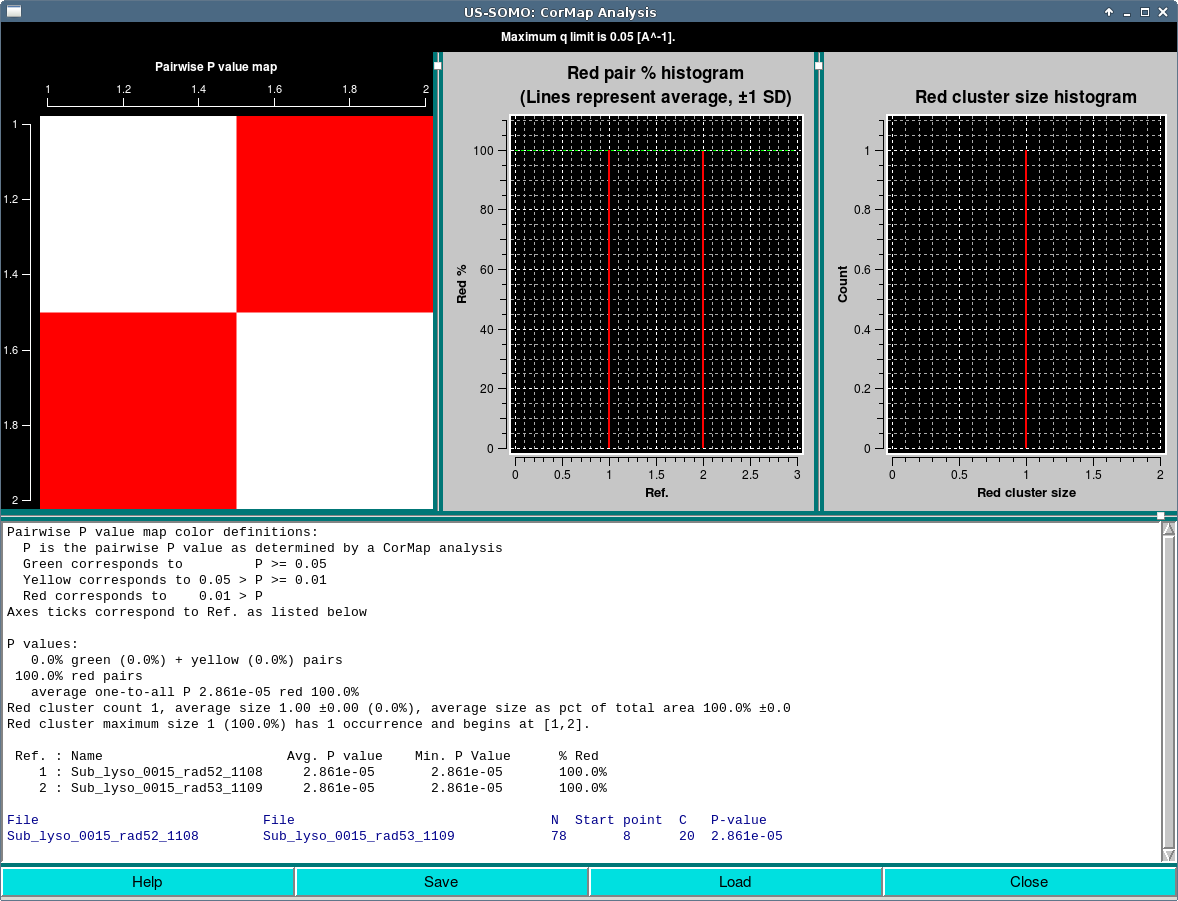 US-SOMO: CorMap Analysis
Maximum q limit is 0.05 [A^-1].
Pairwise P value map
1 1.2 1.4 1.6 1.8 2
1
1.2
1.4
1.6
1.8
2
Red pair % histogram
(Lines represent average, ±1 SD)
100
80
60
40
20
0
Red %
0 0.5 1 1.5 2 2.5 3
Ref.
Red cluster size histogram
1
0.8
0.6
0.4
0.2
0
Count
0 0.5 1 1.5 2
Red cluster size
Pairwise P value map color definitions:
P is the pairwise P value as determined by a CorMap analysis
Green corresponds to P >= 0.05
Yellow corresponds to 0.05 > P >= 0.01
Red corresponds to 0.01 > P
Axes ticks correspond to Ref. as listed below
P values:
0.0% green (0.0%) + yellow (0.0%) pairs
100.0% red pairs
average one-to-all P 2.861e-05 red 100.0%
Red cluster count 1, average size 1.00 ±0.00 (0.0%), average size as pct of total area 100.0% ±0.0
Red cluster maximum size 1 (100.0%) has 1 occurrence and begins at [1,2].
Ref. : Name Avg. P value Min. P Value % Red
1 : Sub_lyso_0015_rad52_1108 2.861e-05 2.861e-05 100.0%
2 : Sub_lyso_0015_rad53_1109 2.861e-05 2.861e-05 100.0%
File File N Start point C P-value
Sub_lyso_0015_rad52_1108 Sub_lyso_0015_rad53_1109 78 8 20 2.861e-05
Help Save Load Close